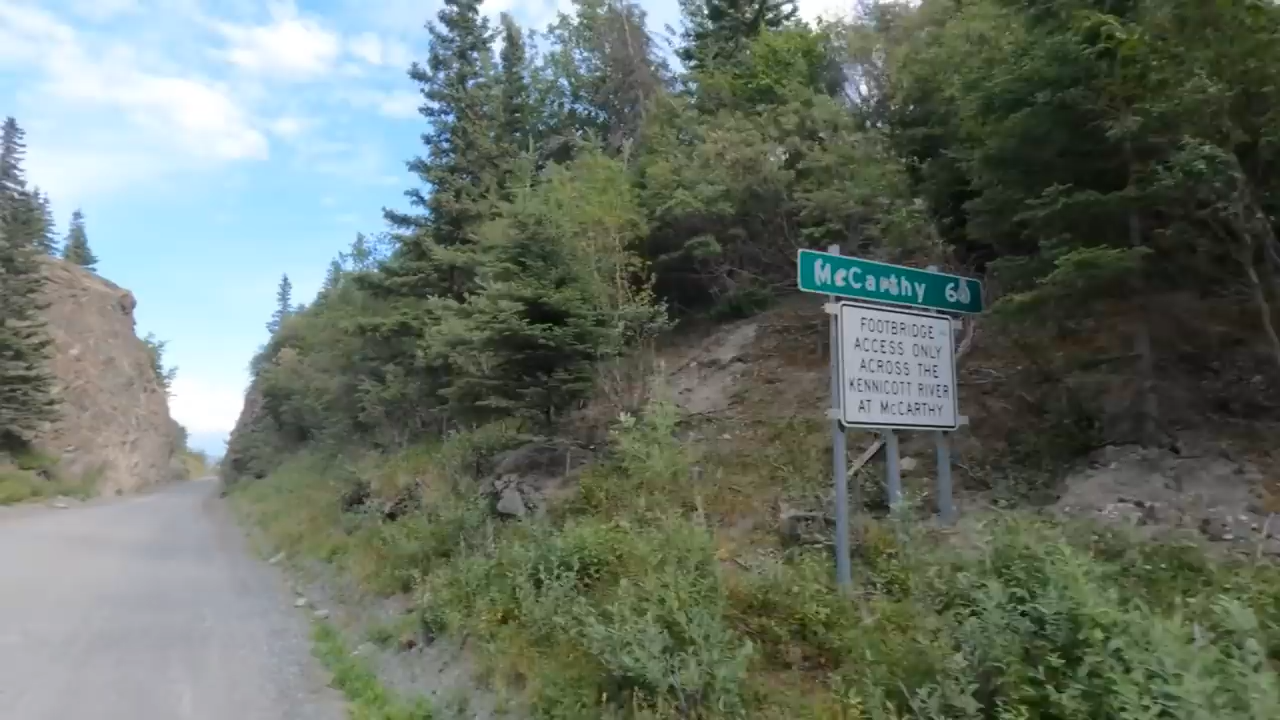 McCarthy 60
FOOTBRIDGE
ACCESS ONLY
ACROSS THE
KENNICOTT RIVER
AT McCARTHY